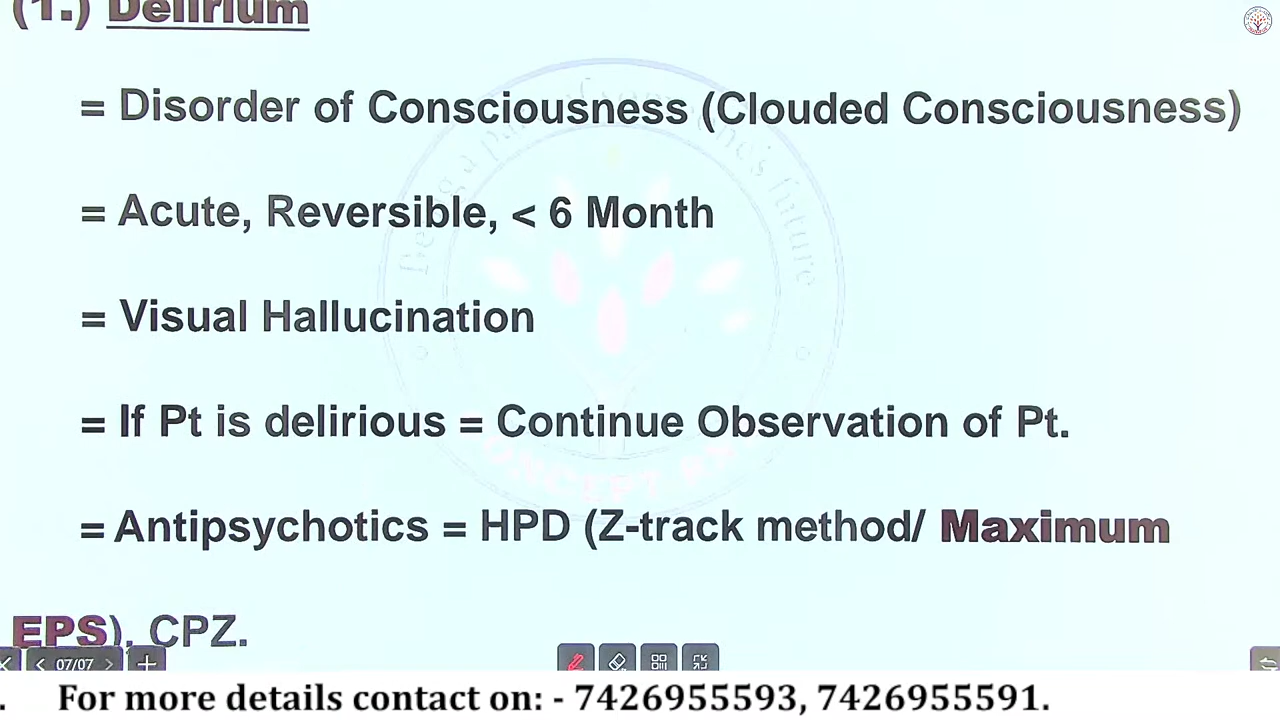 (1.) Delirium
= Disorder of Consciousness (Clouded Consciousness)
= Acute, Reversible, < 6 Month
= Visual Hallucination
= If Pt is delirious = Continue Observation of Pt.
= Antipsychotics = HPD (Z-track method/ Maximum
EPS), CPZ.
07/07
. For more details contact on: - 7426955593, 7426955591.